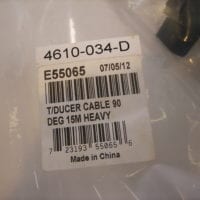 4610-034-D
E55065 07/05/12
T/DUCER CABLE 90
DEG 15M HEAVY
7 23193 55065 6
Made in China